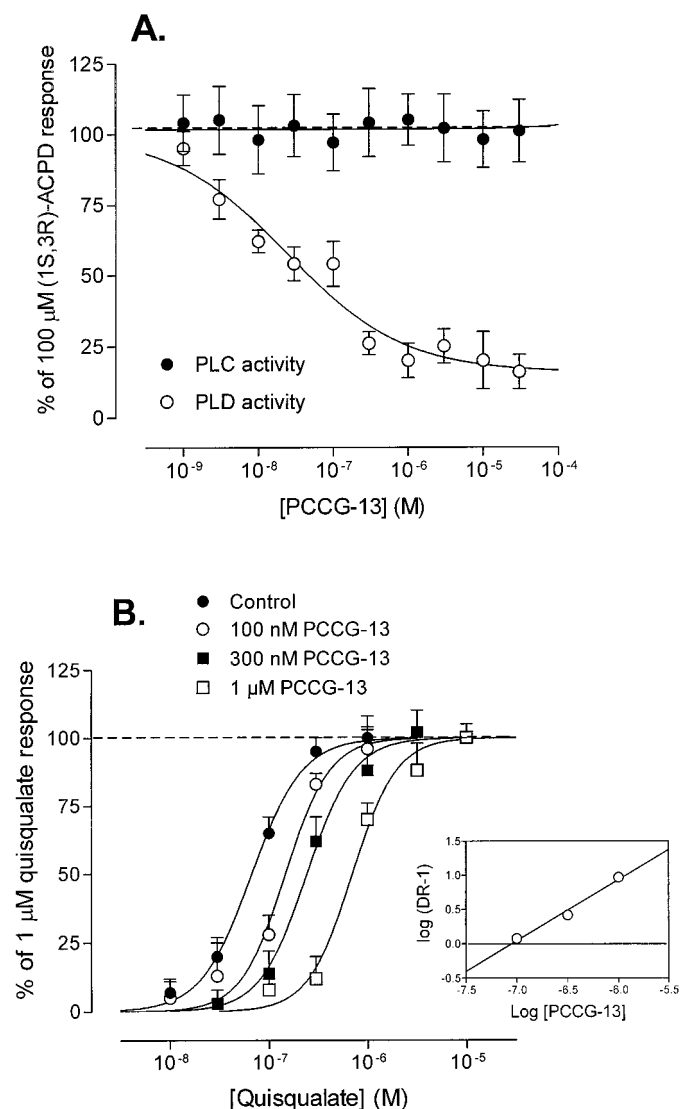 A.
% of 100 µM (1S,3R)-ACPD response
125
100
75
50
25
0
PLC activity
PLD activity
10-9
10-8
10-7
10-6
10-5
10-4
[PCCG-13] (M)
B.
Control
100 nM PCCG-13
300 nM PCCG-13
1 µM PCCG-13
% of 1 µM quisqualate response
125
100
75
50
25
0
10-8
10-7
10-6
10-5
[Quisqualate] (M)
log (DR-1)
1.5
1.0
0.5
0.0
-0.5
-7.5
-7.0
-6.5
-6.0
-5.5
Log [PCCG-13]